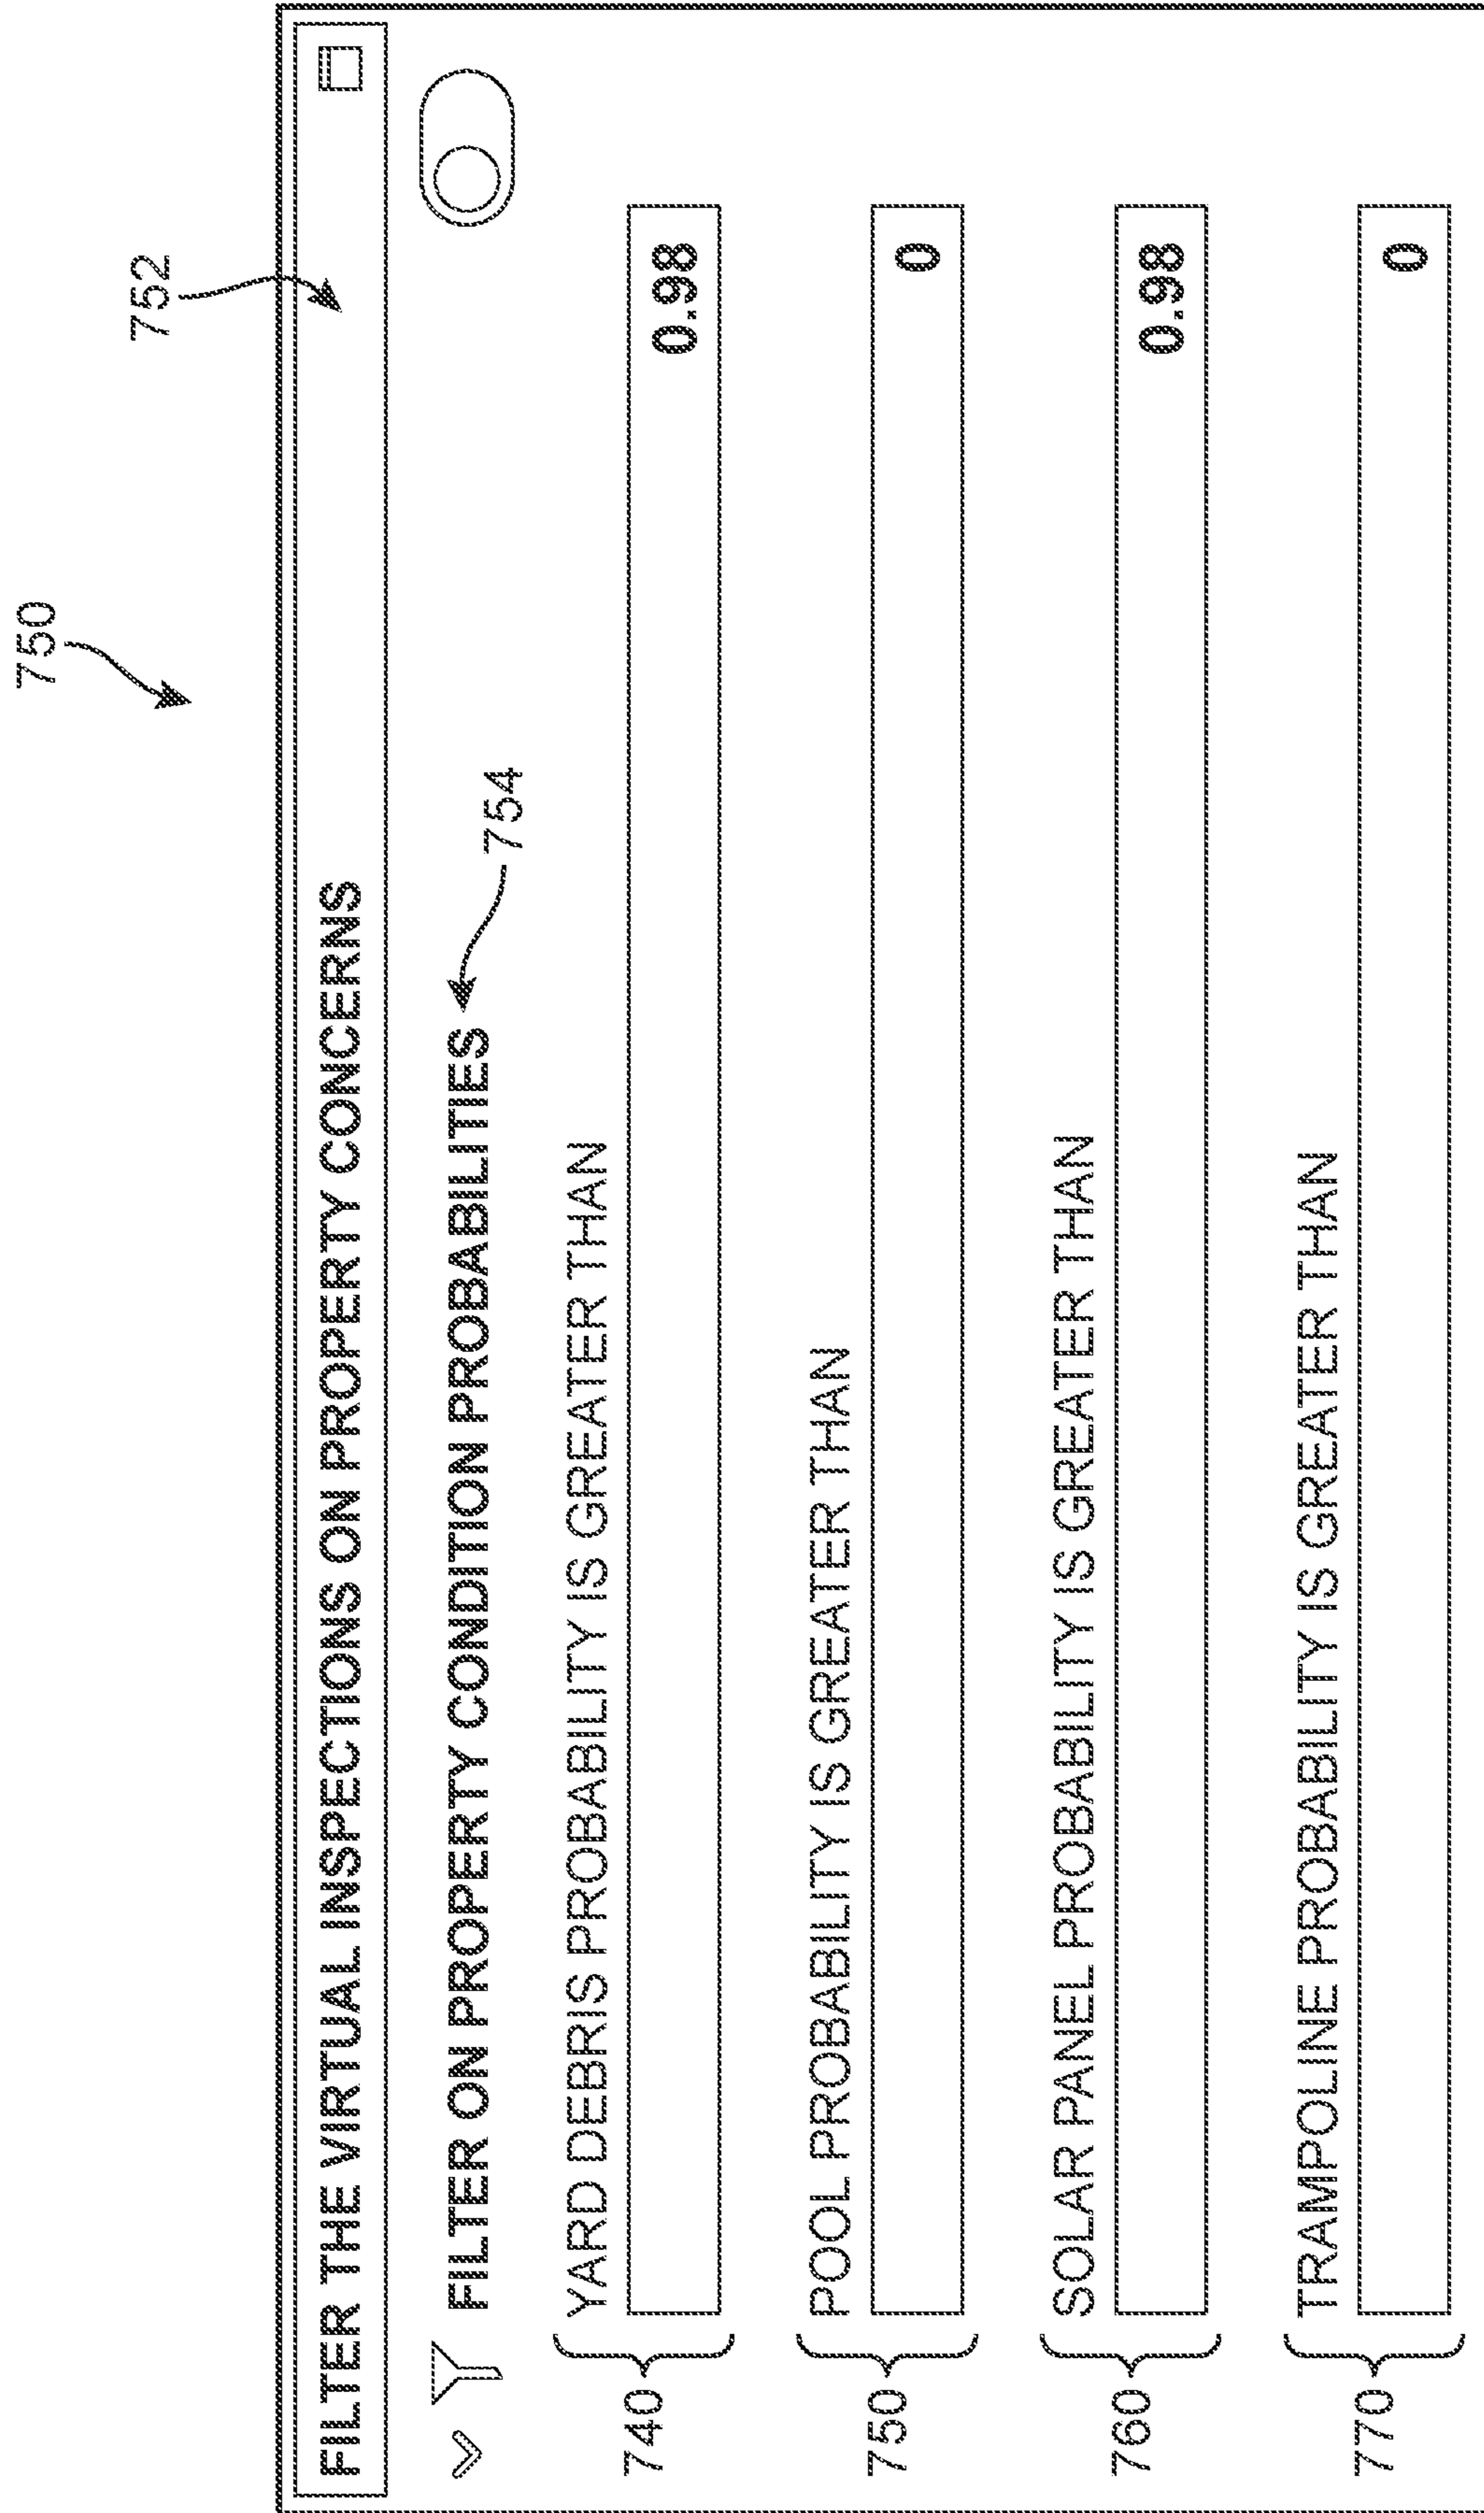 750
752
FILTER THE VIRTUAL INSPECTIONS ON PROPERTY CONCERNS
FILTER ON PROPERTY CONDITION PROBABILITIES
754
YARD DEBRIS PROBABILITY IS GREATER THAN
740
0.98
POOL PROBABILITY IS GREATER THAN
750
0
SOLAR PANEL PROBABILITY IS GREATER THAN
760
0.98
TRAMPOLINE PROBABILITY IS GREATER THAN
770
0